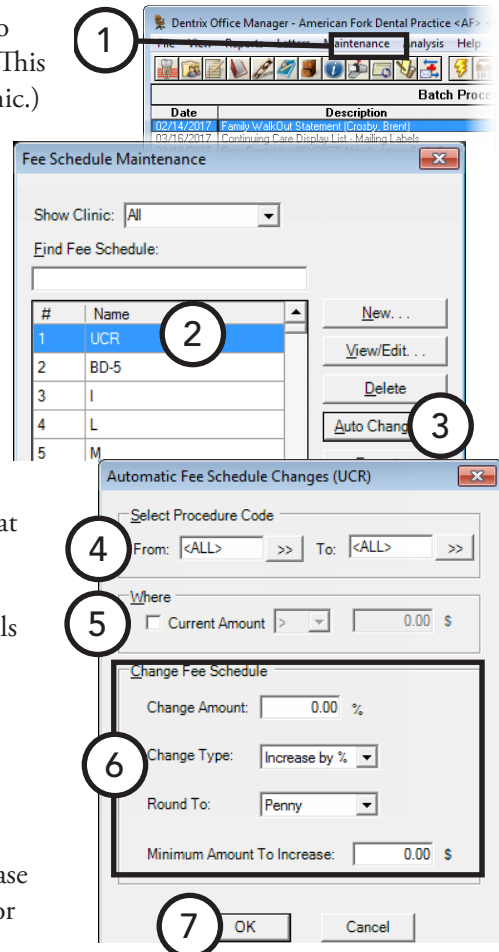 o
This
nic.)
1
Dentrix Office Manager - American Fork Dental Practice <AF>
File View Reports Letters Maintenance Analysis Help
Batch Proce
Date Description
02/14/2017 Family WalkOut Statement (Crosby, Brent)
03/16/2017 Continuing Care Display List - Mailing Labels
Fee Schedule Maintenance
Show Clinic: All
Find Fee Schedule:
# Name
1 UCR
2
2 BD-5
3 I
4 L
5 M
New. . .
View/Edit. . .
Delete
Auto Chang
3
at
ls
ase
or
Automatic Fee Schedule Changes (UCR)
Select Procedure Code
4
From: <ALL> >> To: <ALL> >>
Where
5
Current Amount > 0.00 $
Change Fee Schedule
Change Amount: 0.00 %
6
Change Type: Increase by %
Round To: Penny
Minimum Amount To Increase: 0.00 $
7
OK Cancel